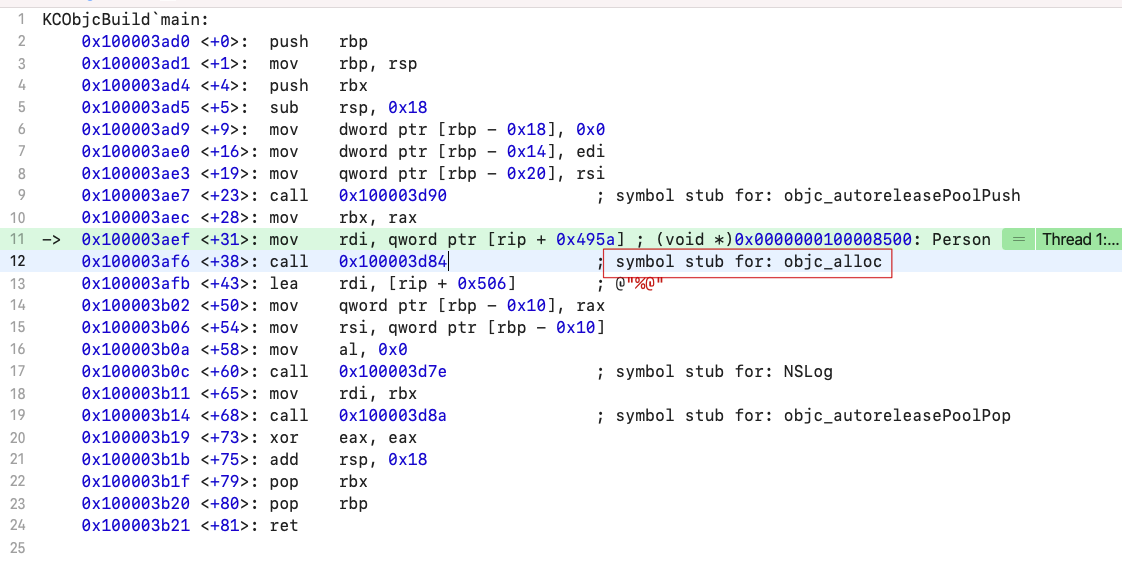 1 KCObjcBuild`main:
2 0x100003ad0 <+0>: push rbp
3 0x100003ad1 <+1>: mov rbp, rsp
4 0x100003ad4 <+4>: push rbx
5 0x100003ad5 <+5>: sub rsp, 0x18
6 0x100003ad9 <+9>: mov dword ptr [rbp - 0x18], 0x0
7 0x100003ae0 <+16>: mov dword ptr [rbp - 0x14], edi
8 0x100003ae3 <+19>: mov qword ptr [rbp - 0x20], rsi
9 0x100003ae7 <+23>: call 0x100003d90 ; symbol stub for: objc_autoreleasePoolPush
10 0x100003aec <+28>: mov rbx, rax
11 -> 0x100003aef <+31>: mov rdi, qword ptr [rip + 0x495a] ; (void *)0x0000000100008500: Person = Thread 1:...
12 0x100003af6 <+38>: call 0x100003d84 ; symbol stub for: objc_alloc
13 0x100003afb <+43>: lea rdi, [rip + 0x506] ; @"%@"
14 0x100003b02 <+50>: mov qword ptr [rbp - 0x10], rax
15 0x100003b06 <+54>: mov rsi, qword ptr [rbp - 0x10]
16 0x100003b0a <+58>: mov al, 0x0
17 0x100003b0c <+60>: call 0x100003d7e ; symbol stub for: NSLog
18 0x100003b11 <+65>: mov rdi, rbx
19 0x100003b14 <+68>: call 0x100003d8a ; symbol stub for: objc_autoreleasePoolPop
20 0x100003b19 <+73>: xor eax, eax
21 0x100003b1b <+75>: add rsp, 0x18
22 0x100003b1f <+79>: pop rbx
23 0x100003b20 <+80>: pop rbp
24 0x100003b21 <+81>: ret
25